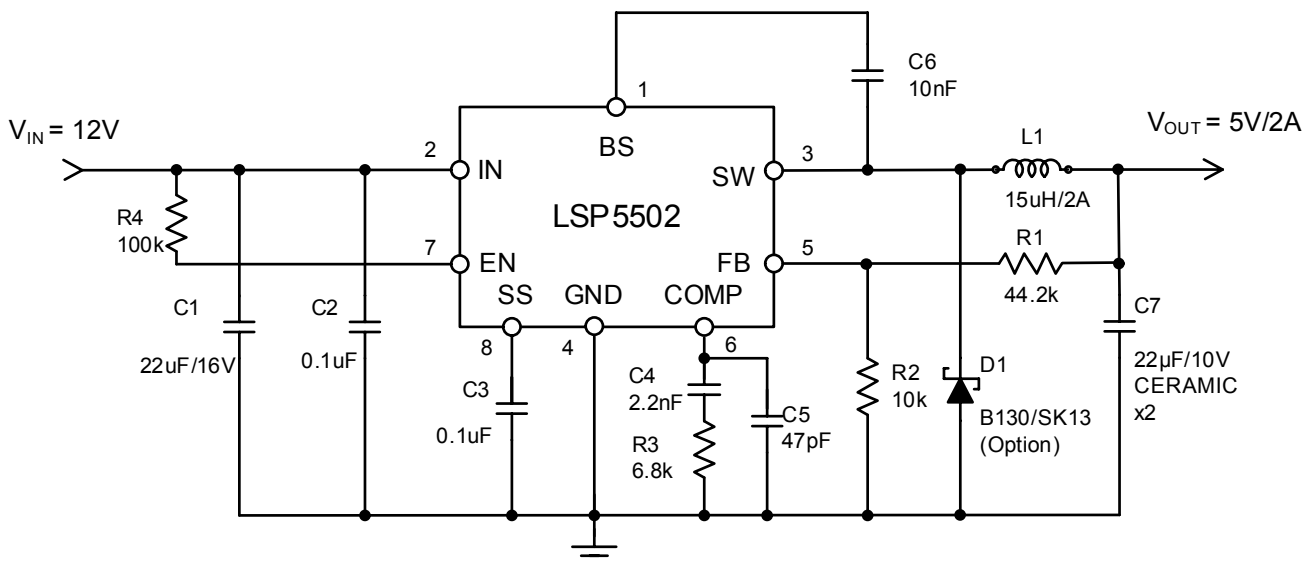 C6
10nF
1
V_IN = 12V
V_OUT = 5V/2A
BS
L1
2
IN
3
SW
15uH/2A
LSP5502
R4
100k
R1
7
EN
5
FB
44.2k
SS
GND
COMP
C1
C2
C7
22uF/16V
0.1uF
8
4
6
22µF/10V
CERAMIC
x2
C3
0.1uF
C4
2.2nF
C5
47pF
R3
6.8k
R2
10k
D1
B130/SK13
(Option)